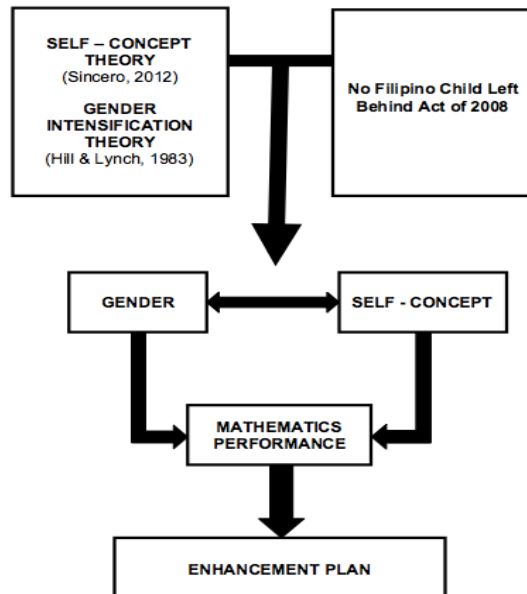 SELF – CONCEPT
THEORY
(Sincero, 2012)
GENDER
INTENSIFICATION
THEORY
(Hill & Lynch, 1983)
No Filipino Child Left
Behind Act of 2008
GENDER
SELF - CONCEPT
MATHEMATICS
PERFORMANCE
ENHANCEMENT PLAN